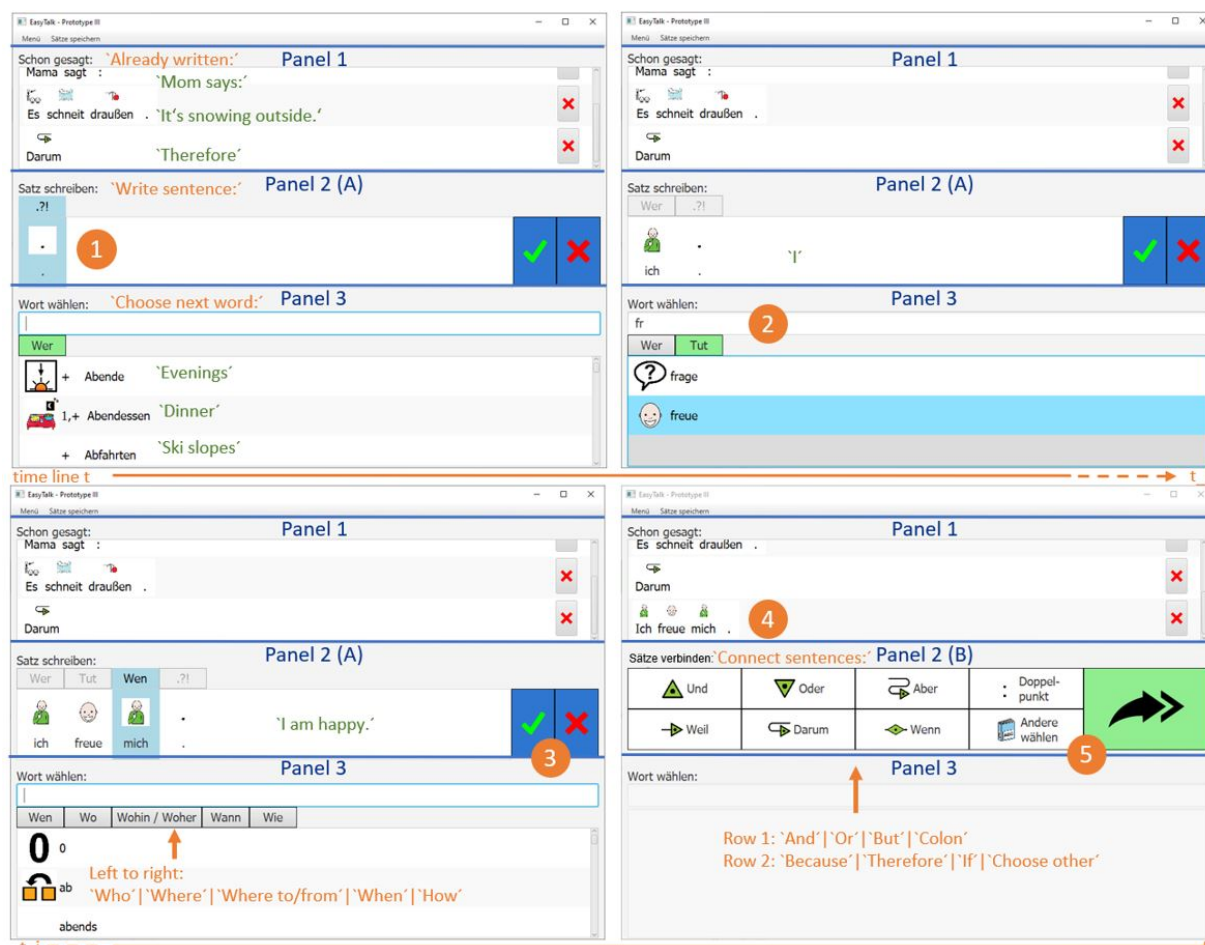 EasyTalk - Prototype III
Menü Sätze speichern
Schon gesagt: `Already written:´ Panel 1
Mama sagt : `Mom says:´
Es schneit draußen . `It's snowing outside.´
Darum `Therefore´
Satz schreiben: `Write sentence:´ Panel 2 (A)
.?!
. 1
.
Wort wählen: `Choose next word:´ Panel 3
Wer
+ Abende `Evenings´
1,+ Abendessen `Dinner´
+ Abfahrten `Ski slopes´
EasyTalk - Prototype III
Menü Sätze speichern
Schon gesagt: Panel 1
Mama sagt :
Es schneit draußen .
Darum
Satz schreiben: Panel 2 (A)
Wer .?!
.
ich . `I´
Wort wählen: Panel 3
fr 2
Wer Tut
frage
freue
time line t t_
EasyTalk - Prototype III
Menü Sätze speichern
Schon gesagt: Panel 1
Mama sagt :
Es schneit draußen .
Darum
Satz schreiben: Panel 2 (A)
Wer Tut Wen .?!
.
ich freue mich . `I am happy.´
3
Wort wählen: Panel 3
Wen Wo Wohin / Woher Wann Wie
0 0
ab
abends
Left to right:
`Who´|`Where´|`Where to/from´|`When´|`How´
EasyTalk - Prototype III
Menü Sätze speichern
Schon gesagt: Panel 1
Es schneit draußen .
Darum
Ich freue mich . 4
Sätze verbinden: `Connect sentences:´ Panel 2 (B)
Und Oder Aber : Doppel-
punkt
Weil Darum Wenn Andere
wählen
5
Wort wählen: Panel 3
Row 1: `And´|`Or´|`But´|`Colon´
Row 2: `Because´|`Therefore´|`If´|`Choose other´